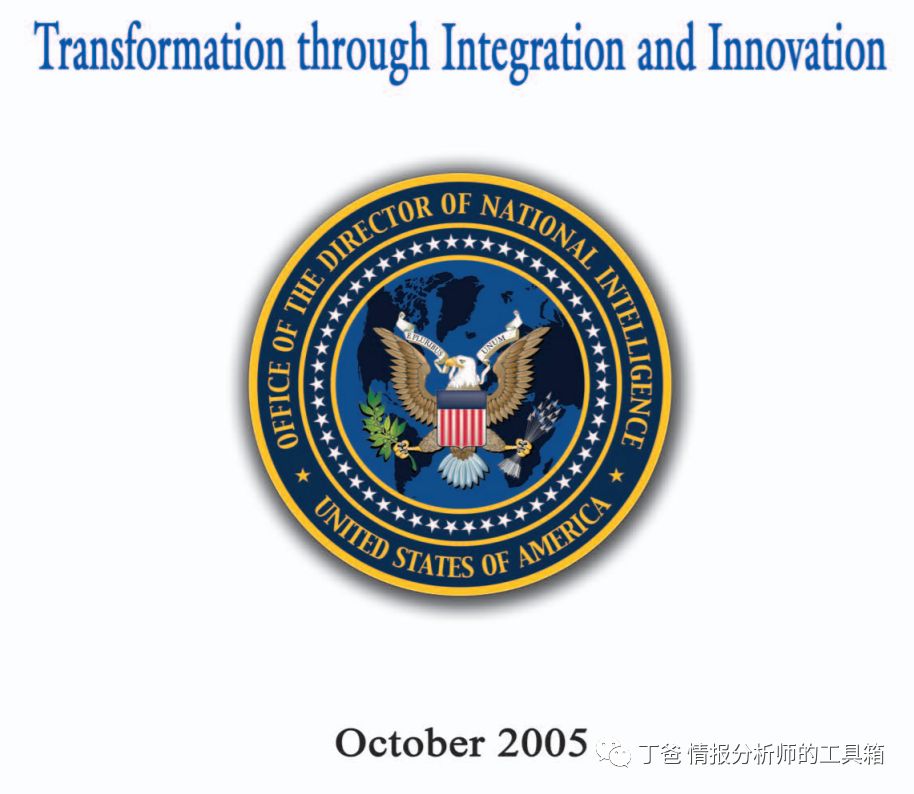 Transformation through Integration and Innovation
OFFICE OF THE DIRECTOR OF NATIONAL INTELLIGENCE
E PLURIBUS UNUM
UNITED STATES OF AMERICA
October 2005
丁爸 情报分析师的工具箱